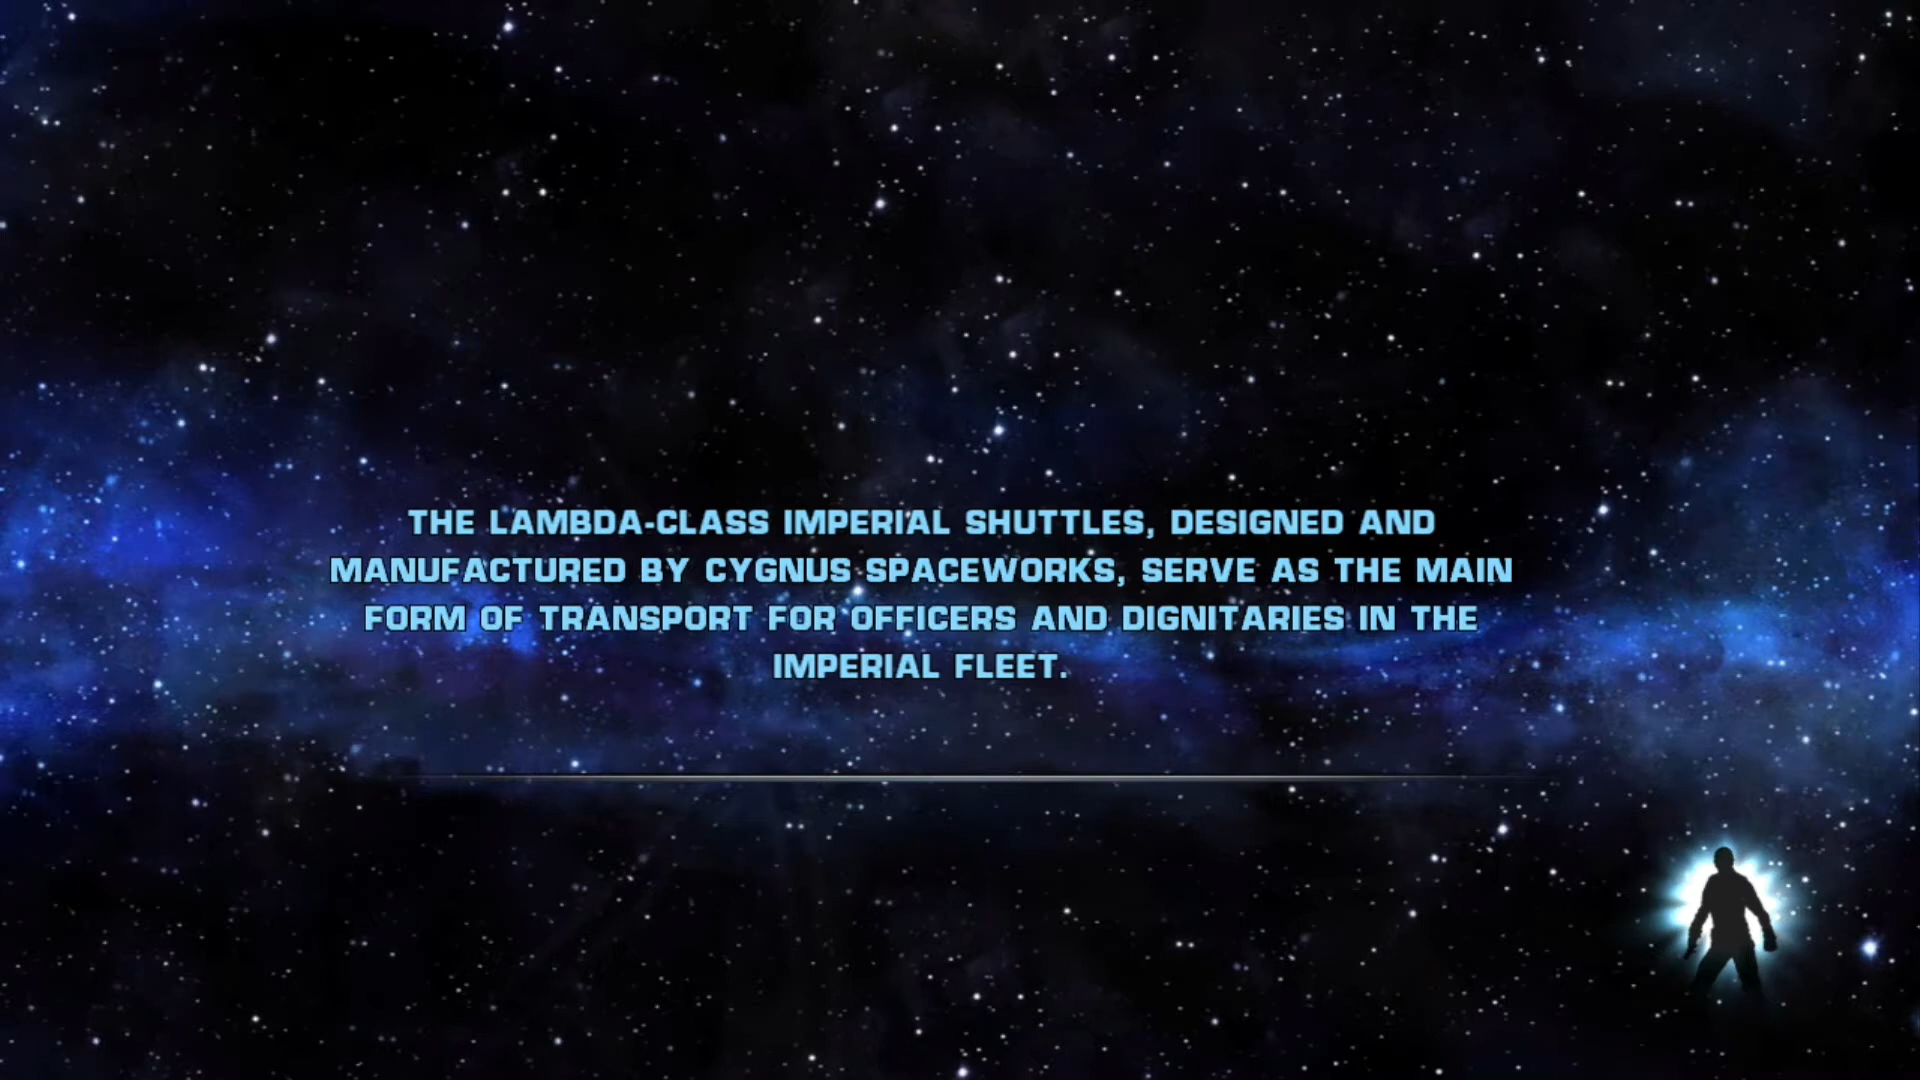 THE LAMBDA-CLASS IMPERIAL SHUTTLES, DESIGNED AND
MANUFACTURED BY CYGNUS SPACEWORKS, SERVE AS THE MAIN
FORM OF TRANSPORT FOR OFFICERS AND DIGNITARIES IN THE
IMPERIAL FLEET.